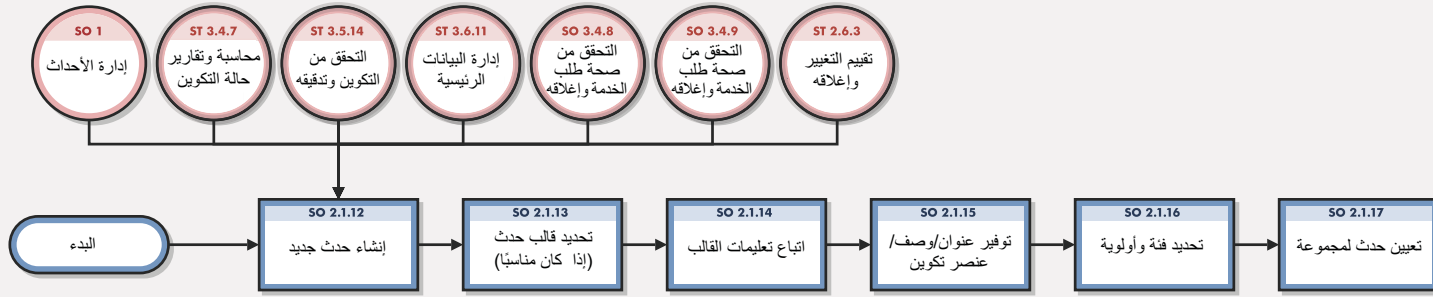 SO 1
إدارة الأحداث
ST 3.4.7
محاسبة وتقارير
حالة التكوين
ST 3.5.14
التحقق من
التكوين وتدقيقه
ST 3.6.11
إدارة البيانات
الرئيسية
SO 3.4.8
التحقق من
صحة طلب
الخدمة وإغلاقه
SO 3.4.9
التحقق من
صحة طلب
الخدمة وإغلاقه
ST 2.6.3
تقييم التغيير
وإغلاقه
البدء
SO 2.1.12
إنشاء حدث جديد
SO 2.1.13
تحديد قالب حدث
(إذا كان مناسبًا)
SO 2.1.14
اتباع تعليمات القالب
SO 2.1.15
توفير عنوان/وصف/
عنصر تكوين
SO 2.1.16
تحديد فئة وأولوية
SO 2.1.17
تعيين حدث لمجموعة